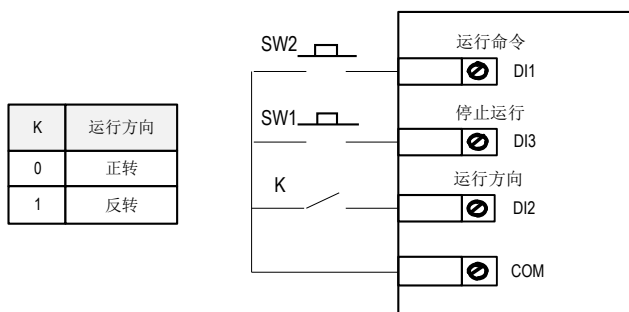 K 运行方向
0 正转
1 反转
SW2
运行命令
DI1
SW1
停止运行
DI3
K
运行方向
DI2
COM